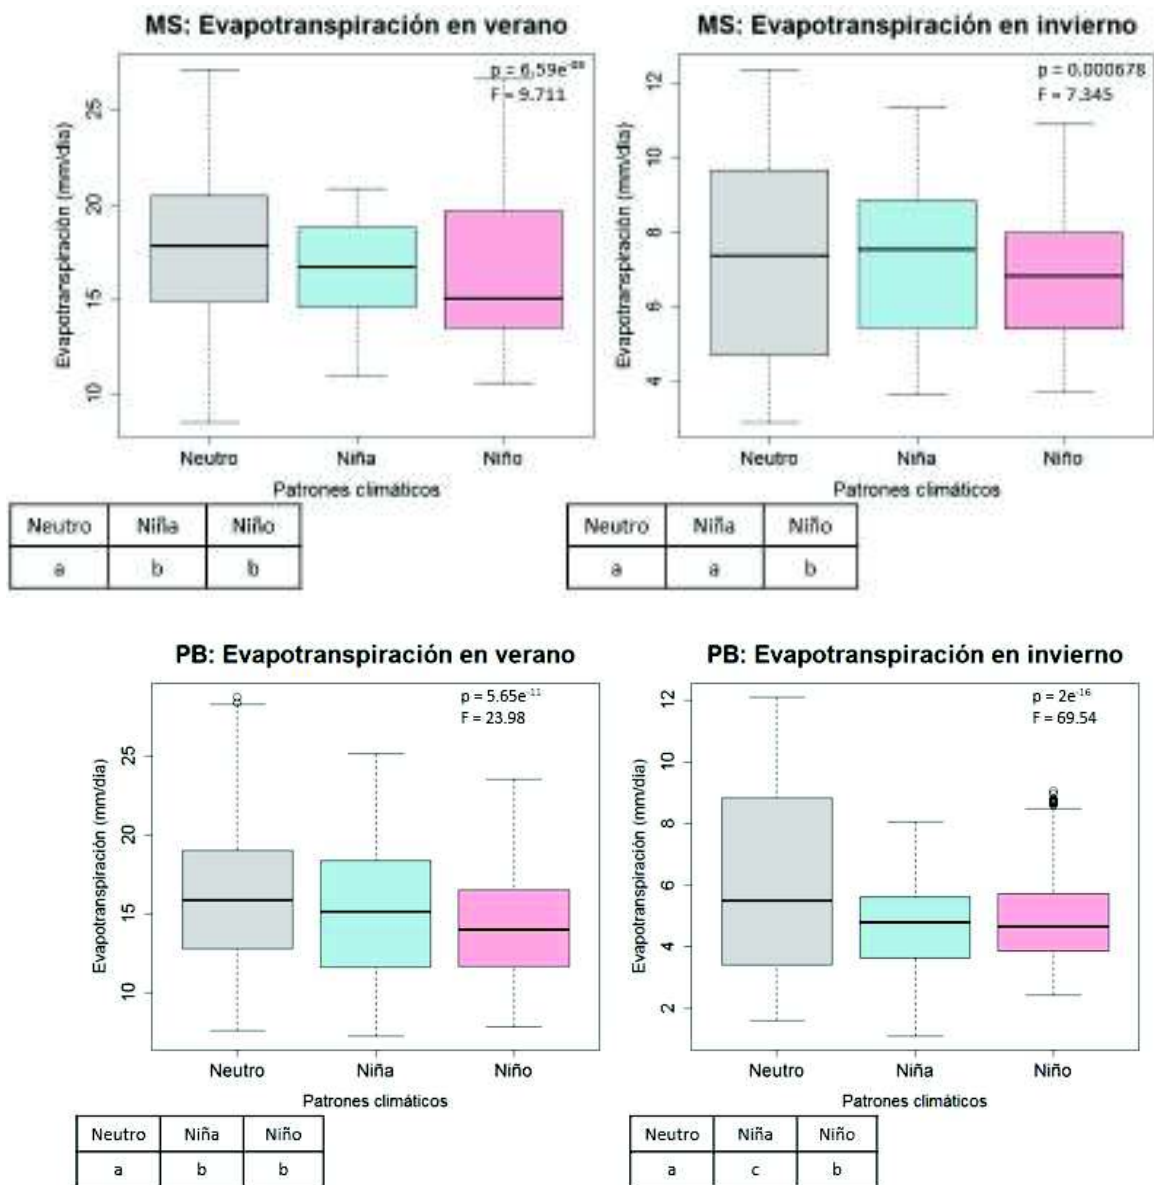 MS: Evapotranspiración en verano
p = 6.59e
F = 9.711
Evapotranspiración (mm/día)
25
20
15
10
Neutro Niña Niño
Patrones climáticos
Neutro Niña Niño
a b b
MS: Evapotranspiración en invierno
p = 0.000678
F = 7.345
Evapotranspiración (mm/día)
12
10
8
6
4
Neutro Niña Niño
Patrones climáticos
Neutro Niña Niño
a a b
PB: Evapotranspiración en verano
p = 5.65e⁻¹¹
F = 23.98
Evapotranspiración (mm/día)
25
20
15
10
Neutro Niña Niño
Patrones climáticos
Neutro Niña Niño
a b b
PB: Evapotranspiración en invierno
p = 2e⁻¹⁶
F = 69.54
Evapotranspiración (mm/día)
12
10
8
6
4
2
Neutro Niña Niño
Patrones climáticos
Neutro Niña Niño
a c b